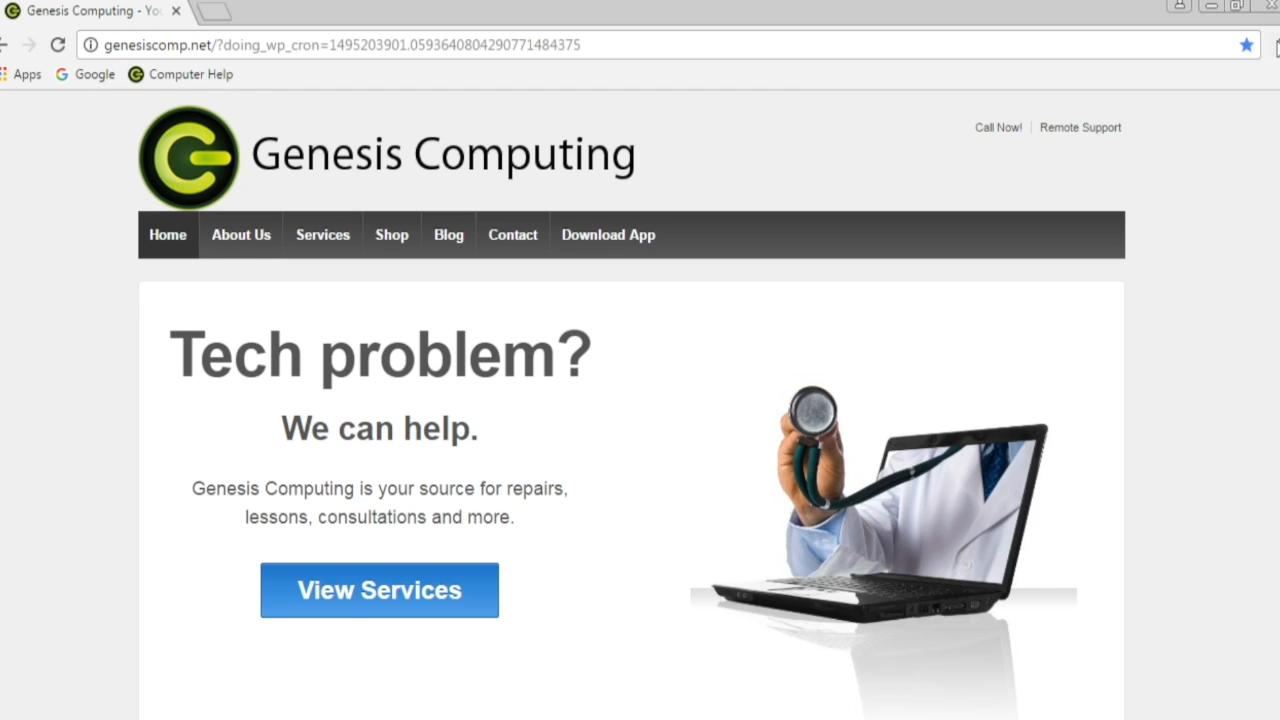 Genesis Computing - You
genesiscomp.net/?doing_wp_cron=1495203901.0593640804290771484375
Apps Google Computer Help
Genesis Computing
Call Now! Remote Support
Home About Us Services Shop Blog Contact Download App
Tech problem?
We can help.
Genesis Computing is your source for repairs,
lessons, consultations and more.
View Services